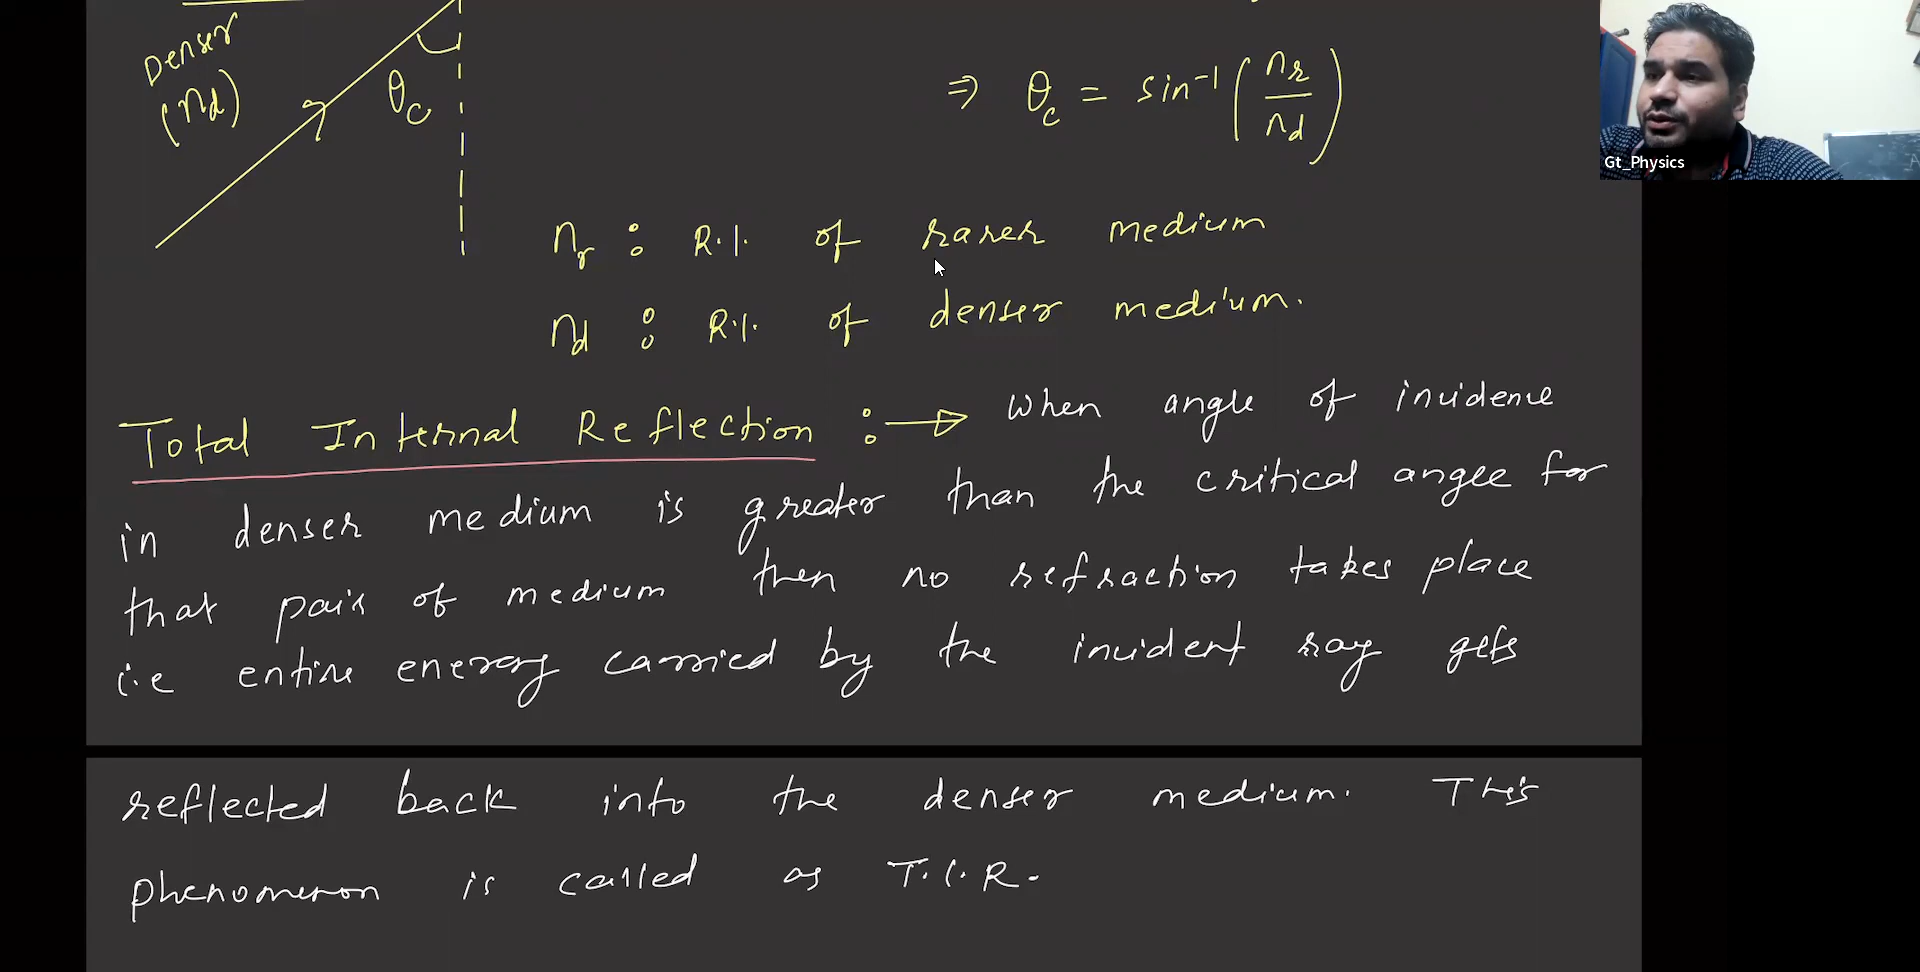 Denser
(nd)
θc
⇒ θc = sin⁻¹(nr/nd)
Gt_Physics
nr : R.I. of rarer medium
nd : R.I. of denser medium.
Total Internal Reflection :→ When angle of incidence
in denser medium is greater than the critical angle for
that pair of medium then no refraction takes place
i.e entire energy carried by the incident ray gets
reflected back into the denser medium. This
phenomenon is called as T.I.R.